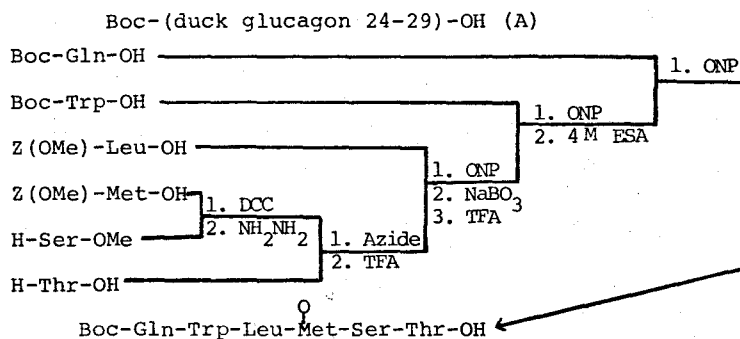 Boc-(duck glucagon 24-29)-OH (A)
Boc-Gln-OH
1. ONP
Boc-Trp-OH
1. ONP
2. 4 M ESA
Z(OMe)-Leu-OH
1. ONP
2. NaBO3
3. TFA
Z(OMe)-Met-OH
1. DCC
2. NH2NH2
H-Ser-OMe
1. Azide
2. TFA
H-Thr-OH
O
Boc-Gln-Trp-Leu-Met-Ser-Thr-OH